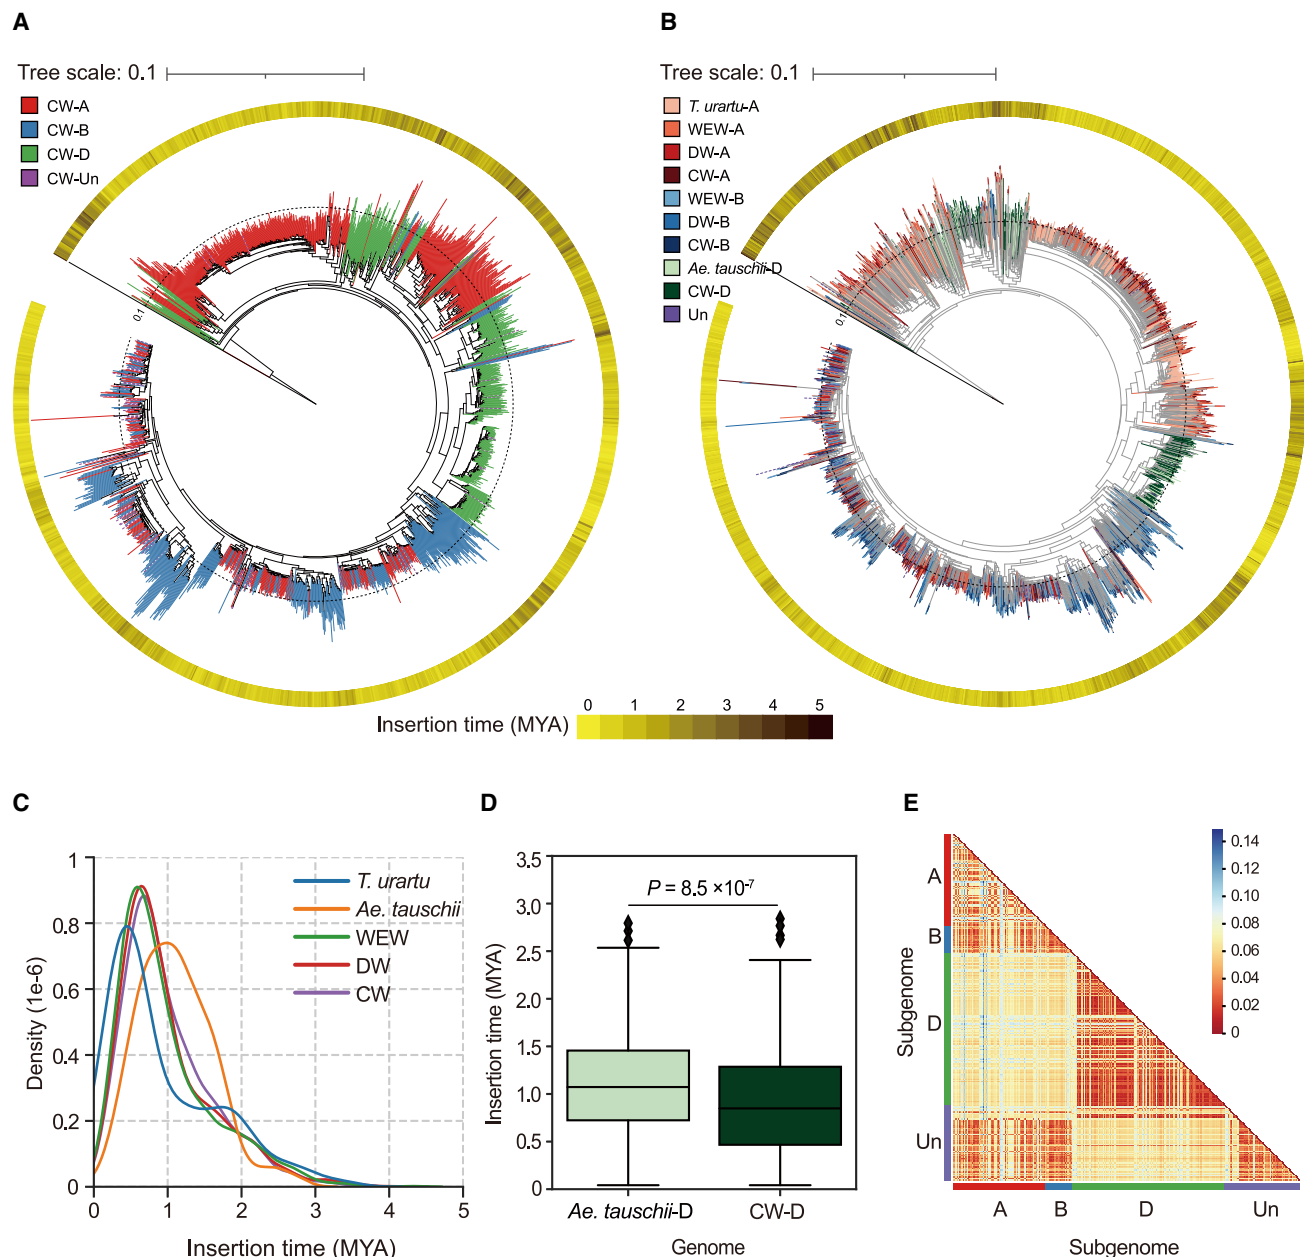 A
Tree scale: 0.1
CW-A
CW-B
CW-D
CW-Un
0.1
B
Tree scale: 0.1
T. urartu-A
WEW-A
DW-A
CW-A
WEW-B
DW-B
CW-B
Ae. tauschii-D
CW-D
Un
0.1
0 1 2 3 4 5
Insertion time (MYA)
C
1
0.8
0.6
0.4
0.2
0
Density (1e-6)
T. urartu
Ae. tauschii
WEW
DW
CW
0 1 2 3 4 5
Insertion time (MYA)
D
3.5
3.0
2.5
2.0
1.5
1.0
0.5
0
Insertion time (MYA)
P = 8.5 ×10-7
Ae. tauschii-D CW-D
Genome
E
A
B
D
Un
Subgenome
0.14
0.12
0.10
0.08
0.06
0.04
0.02
0
A B D Un
Subgenome